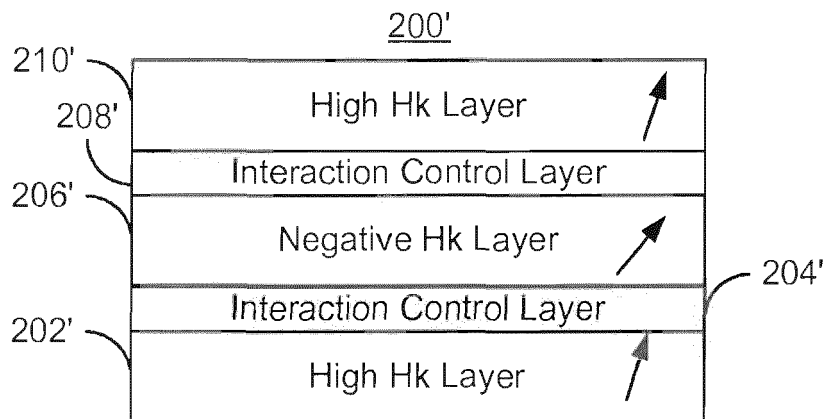 200'
210'
High Hk Layer
208'
Interaction Control Layer
206'
Negative Hk Layer
204'
Interaction Control Layer
202'
High Hk Layer